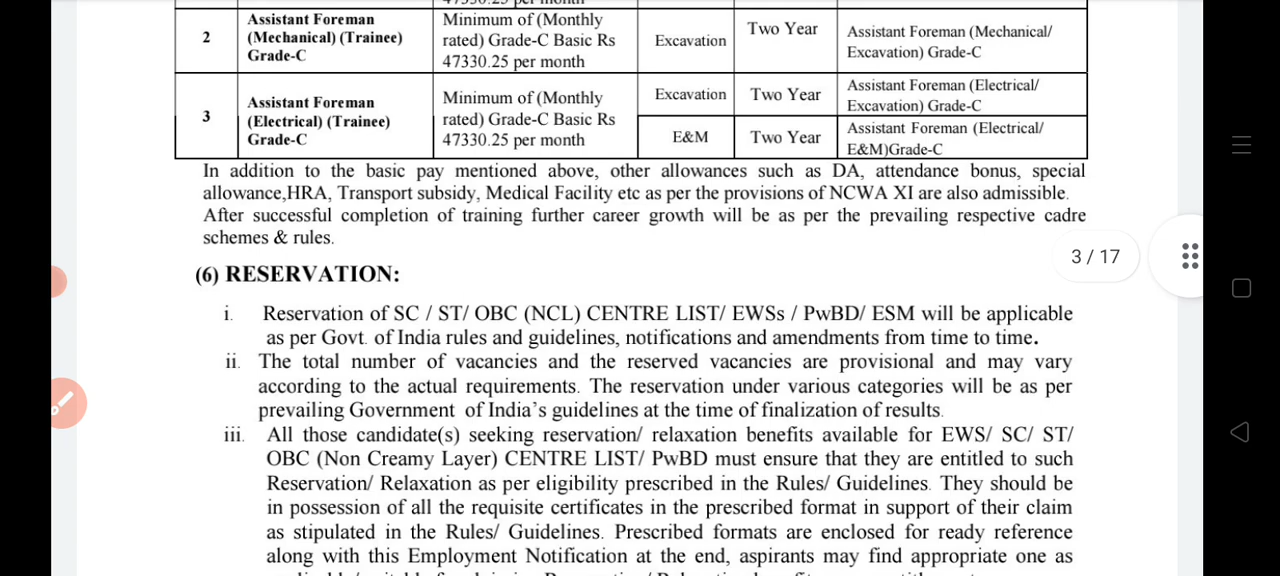 47330.25 per month
2
Assistant Foreman
(Mechanical) (Trainee)
Grade-C
Minimum of (Monthly
rated) Grade-C Basic Rs
47330.25 per month
Excavation
Two Year
Assistant Foreman (Mechanical/
Excavation) Grade-C
3
Assistant Foreman
(Electrical) (Trainee)
Grade-C
Minimum of (Monthly
rated) Grade-C Basic Rs
47330.25 per month
Excavation
Two Year
Assistant Foreman (Electrical/
Excavation) Grade-C
E&M
Two Year
Assistant Foreman (Electrical/
E&M)Grade-C
In addition to the basic pay mentioned above, other allowances such as DA, attendance bonus, special
allowance,HRA, Transport subsidy, Medical Facility etc as per the provisions of NCWA XI are also admissible.
After successful completion of training further career growth will be as per the prevailing respective cadre
schemes & rules.
3 / 17
(6) RESERVATION:
i. Reservation of SC / ST/ OBC (NCL) CENTRE LIST/ EWSs / PwBD/ ESM will be applicable
as per Govt. of India rules and guidelines, notifications and amendments from time to time.
ii. The total number of vacancies and the reserved vacancies are provisional and may vary
according to the actual requirements. The reservation under various categories will be as per
prevailing Government of India's guidelines at the time of finalization of results.
iii. All those candidate(s) seeking reservation/ relaxation benefits available for EWS/ SC/ ST/
OBC (Non Creamy Layer) CENTRE LIST/ PwBD must ensure that they are entitled to such
Reservation/ Relaxation as per eligibility prescribed in the Rules/ Guidelines. They should be
in possession of all the requisite certificates in the prescribed format in support of their claim
as stipulated in the Rules/ Guidelines. Prescribed formats are enclosed for ready reference
along with this Employment Notification at the end, aspirants may find appropriate one as